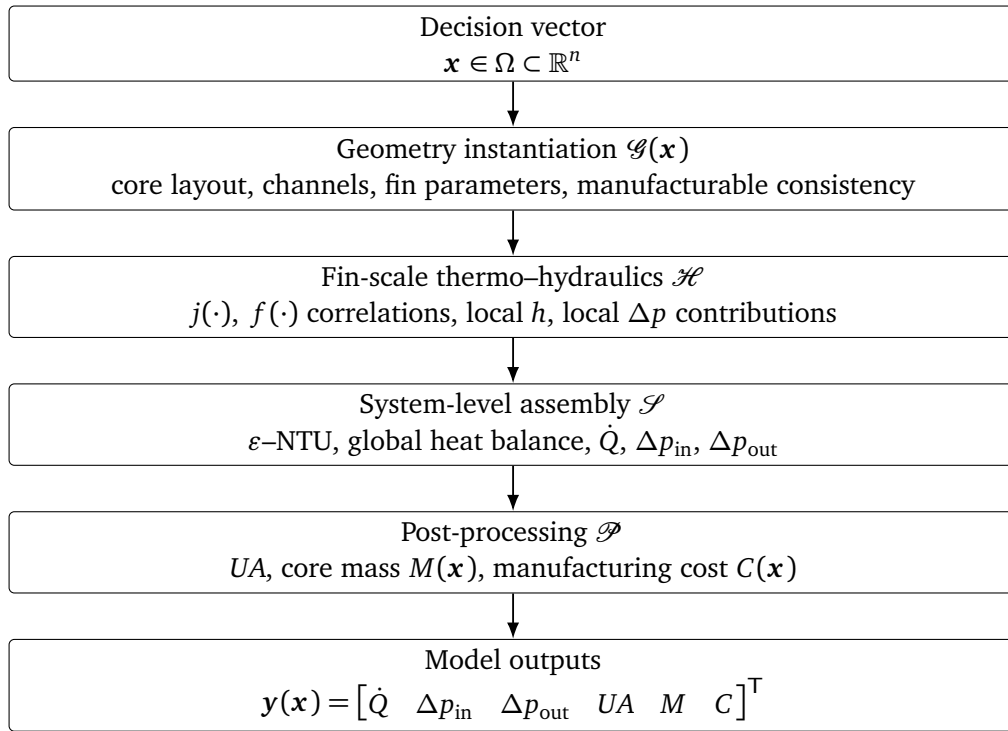 Decision vector
𝒙 ∈ Ω ⊂ ℝⁿ
Geometry instantiation 𝒢(𝒙)
core layout, channels, fin parameters, manufacturable consistency
Fin-scale thermo–hydraulics ℋ
j(·), f(·) correlations, local h, local Δp contributions
System-level assembly 𝒮
ε–NTU, global heat balance, Q̇, Δp_in, Δp_out
Post-processing 𝒫
UA, core mass M(𝒙), manufacturing cost C(𝒙)
Model outputs
𝒚(𝒙) = [Q̇ Δp_in Δp_out UA M C]ᵀ